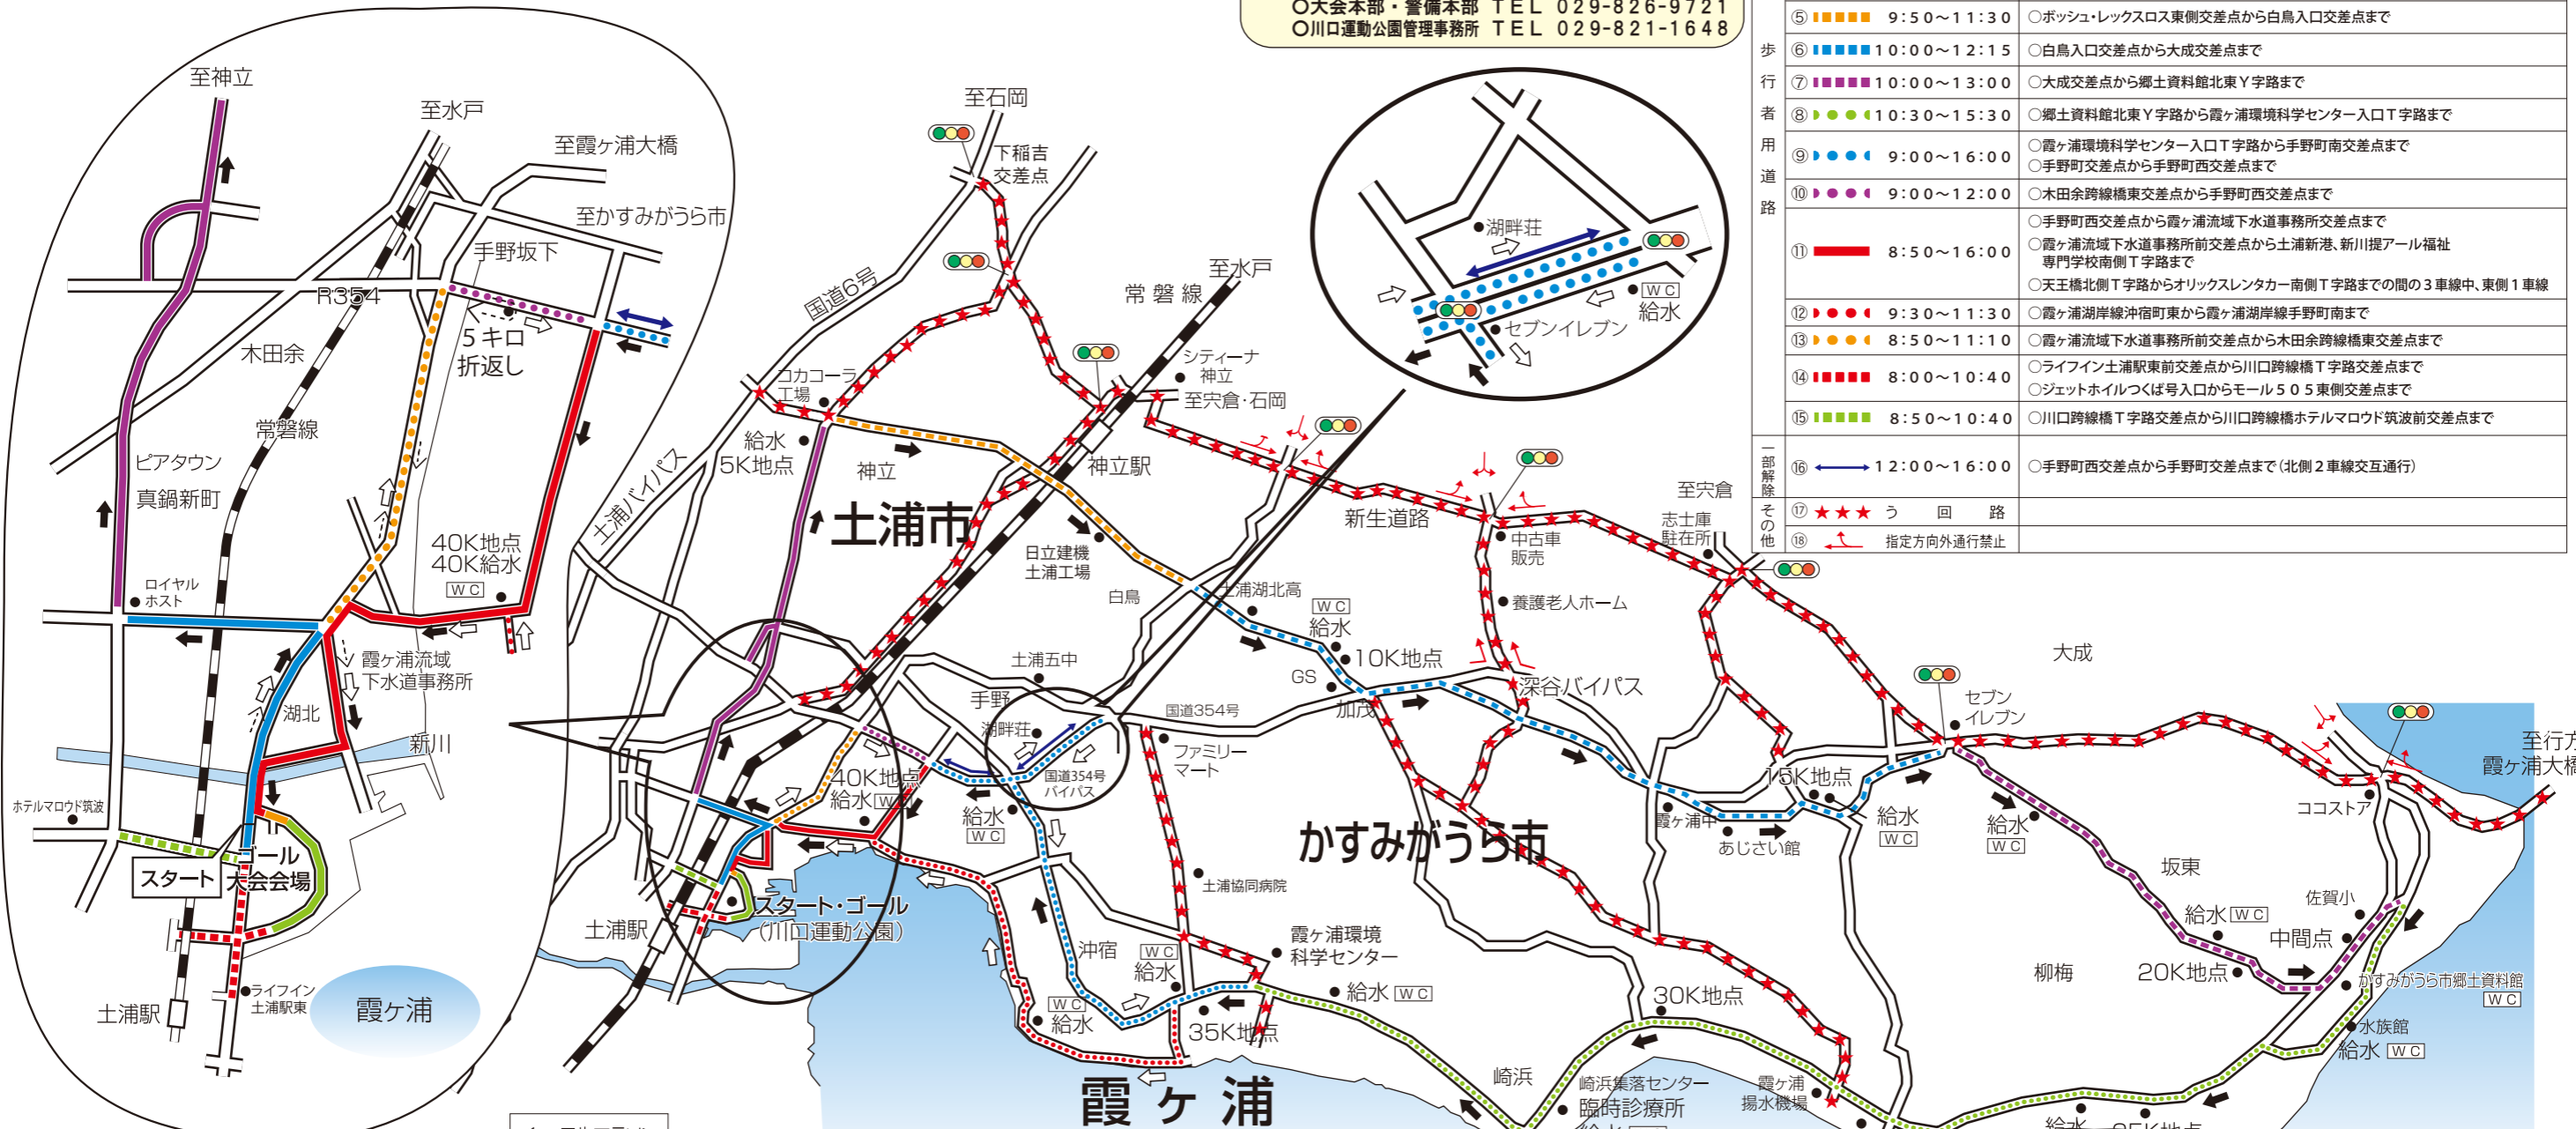 ○大会本部・警備本部 TEL 029-826-9721
○川口運動公園管理事務所 TEL 029-821-1648
歩行者用道路
⑤ 9:50～11:30 ○ボッシュ・レックスロス東側交差点から白鳥入口交差点まで
⑥ 10:00～12:15 ○白鳥入口交差点から大成交差点まで
⑦ 10:00～13:00 ○大成交差点から郷土資料館北東Y字路まで
⑧ 10:30～15:30 ○郷土資料館北東Y字路から霞ヶ浦環境科学センター入口T字路まで
⑨ 9:00～16:00 ○霞ヶ浦環境科学センター入口T字路から手野町南交差点まで
○手野町交差点から手野町西交差点まで
⑩ 9:00～12:00 ○木田余跨線橋東交差点から手野町西交差点まで
⑪ 8:50～16:00 ○手野町西交差点から霞ヶ浦流域下水道事務所交差点まで
○霞ヶ浦流域下水道事務所前交差点から土浦新港、新川提アール福祉
専門学校南側T字路まで
○天王橋北側T字路からオリックスレンタカー南側T字路までの間の3車線中、東側1車線
⑫ 9:30～11:30 ○霞ヶ浦湖岸線沖宿町東から霞ヶ浦湖岸線手野町南まで
⑬ 8:50～11:10 ○霞ヶ浦流域下水道事務所前交差点から木田余跨線橋東交差点まで
⑭ 8:00～10:40 ○ライフイン土浦駅東前交差点から川口跨線橋T字路交差点まで
○ジェットホイルつくば号入口からモール505東側交差点まで
⑮ 8:50～10:40 ○川口跨線橋T字路交差点から川口跨線橋ホテルマロウド筑波前交差点まで
一部解除
⑯ 12:00～16:00 ○手野町西交差点から手野町交差点まで(北側2車線交互通行)
その他
⑰ ★★★ う回路
⑱ 指定方向外通行禁止
至神立
至水戸
至霞ヶ浦大橋
至かすみがうら市
手野坂下
R354
5キロ
折返し
木田余
常磐線
ピアタウン
真鍋新町
40K地点
40K給水
WC
ロイヤル
ホスト
霞ヶ浦流域
下水道事務所
湖北
新川
ホテルマロウド筑波
スタート
ゴール
大会会場
ライフイン
土浦駅東
土浦駅
霞ヶ浦
至石岡
下稲吉
交差点
国道6号
常磐線
至水戸
シティーナ
神立
至宍倉・石岡
コカコーラ
工場
給水
5K地点
神立
神立駅
土浦バイパス
土浦市
日立建機
土浦工場
白鳥
土浦湖北高
WC
給水
10K地点
GS
加茂
新生道路
中古車
販売
養護老人ホーム
深谷バイパス
至宍倉
志士庫
駐在所
大成
セブン
イレブン
湖畔荘
WC
給水
セブンイレブン
土浦五中
手野
湖畔荘
国道354号
国道354号
バイパス
ファミリー
マート
40K地点
給水
給水
WC
土浦協同病院
スタート・ゴール
(川口運動公園)
土浦駅
沖宿
WC
給水
WC
給水
35K地点
霞ヶ浦環境
科学センター
給水 WC
かすみがうら市
霞ヶ浦中
あじさい館
15K地点
給水
WC
給水
WC
坂東
佐賀小
給水 WC
中間点
20K地点
柳梅
かすみがうら市郷土資料館
WC
水族館
給水 WC
ココストア
至行方
霞ヶ浦大橋
30K地点
崎浜
崎浜集落センター
臨時診療所
霞ヶ浦
揚水機場
霞ヶ浦